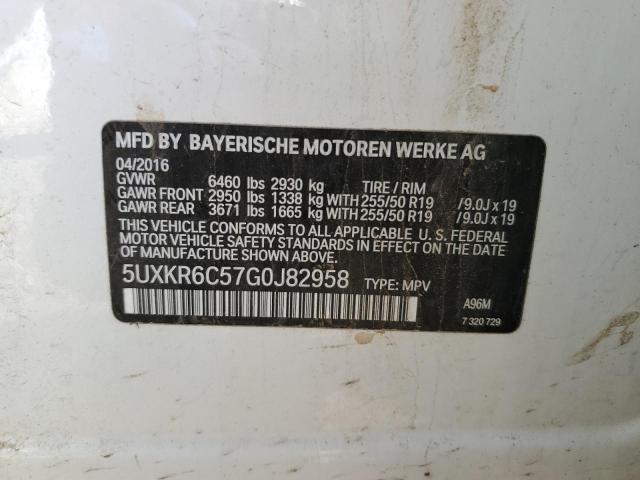 MFD BY BAYERISCHE MOTOREN WERKE AG
04/2016
GVWR 6460 lbs 2930 kg TIRE / RIM
GAWR FRONT 2950 lbs 1338 kg WITH 255/50 R19 /9.0J x 19
GAWR REAR 3671 lbs 1665 kg WITH 255/50 R19 /9.0J x 19
THIS VEHICLE CONFORMS TO ALL APPLICABLE U. S. FEDERAL
MOTOR VEHICLE SAFETY STANDARDS IN EFFECT ON THE DATE
OF MANUFACTURE SHOWN ABOVE.
5UXKR6C57G0J82958 TYPE: MPV
A96M
7 320 729